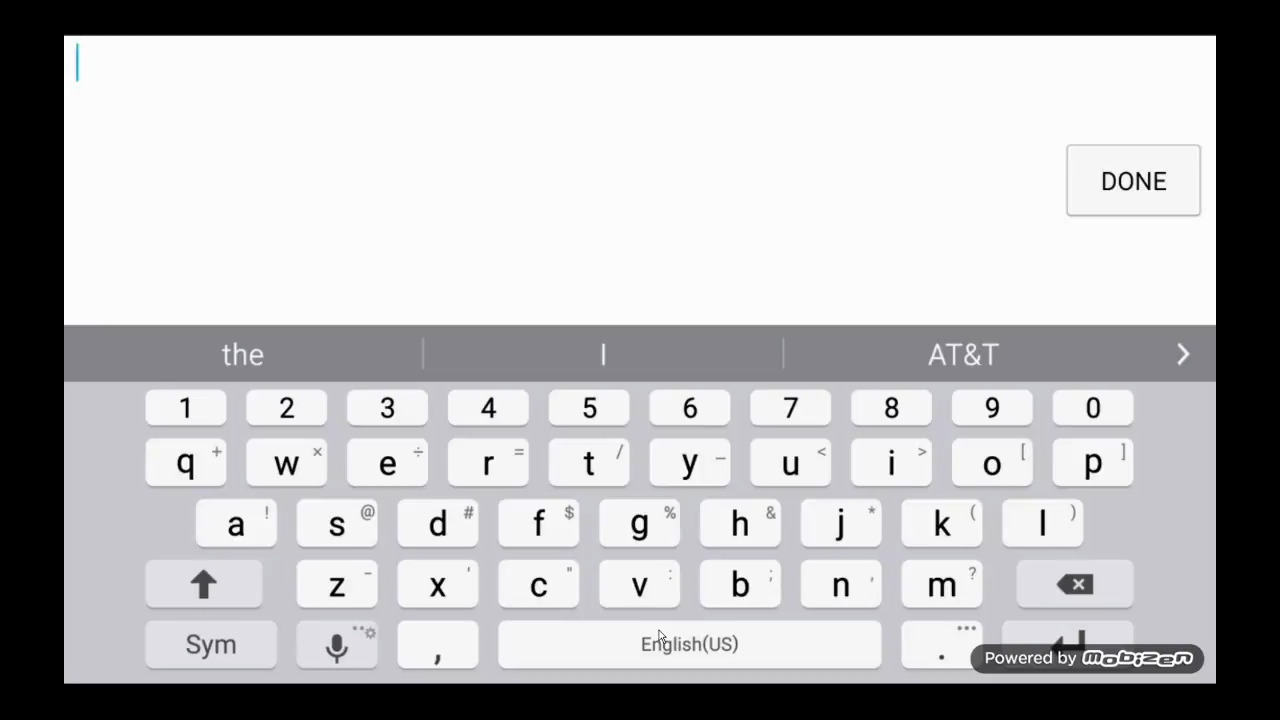 DONE
the I AT&T
1 2 3 4 5 6 7 8 9 0
q + w × e ÷ r = t / y _ u < i > o [ p ]
a ! s @ d # f $ g % h & j * k ( l )
z - x ' c " v : b ; n , m ?
Sym , English(US) .
Powered by mobizen